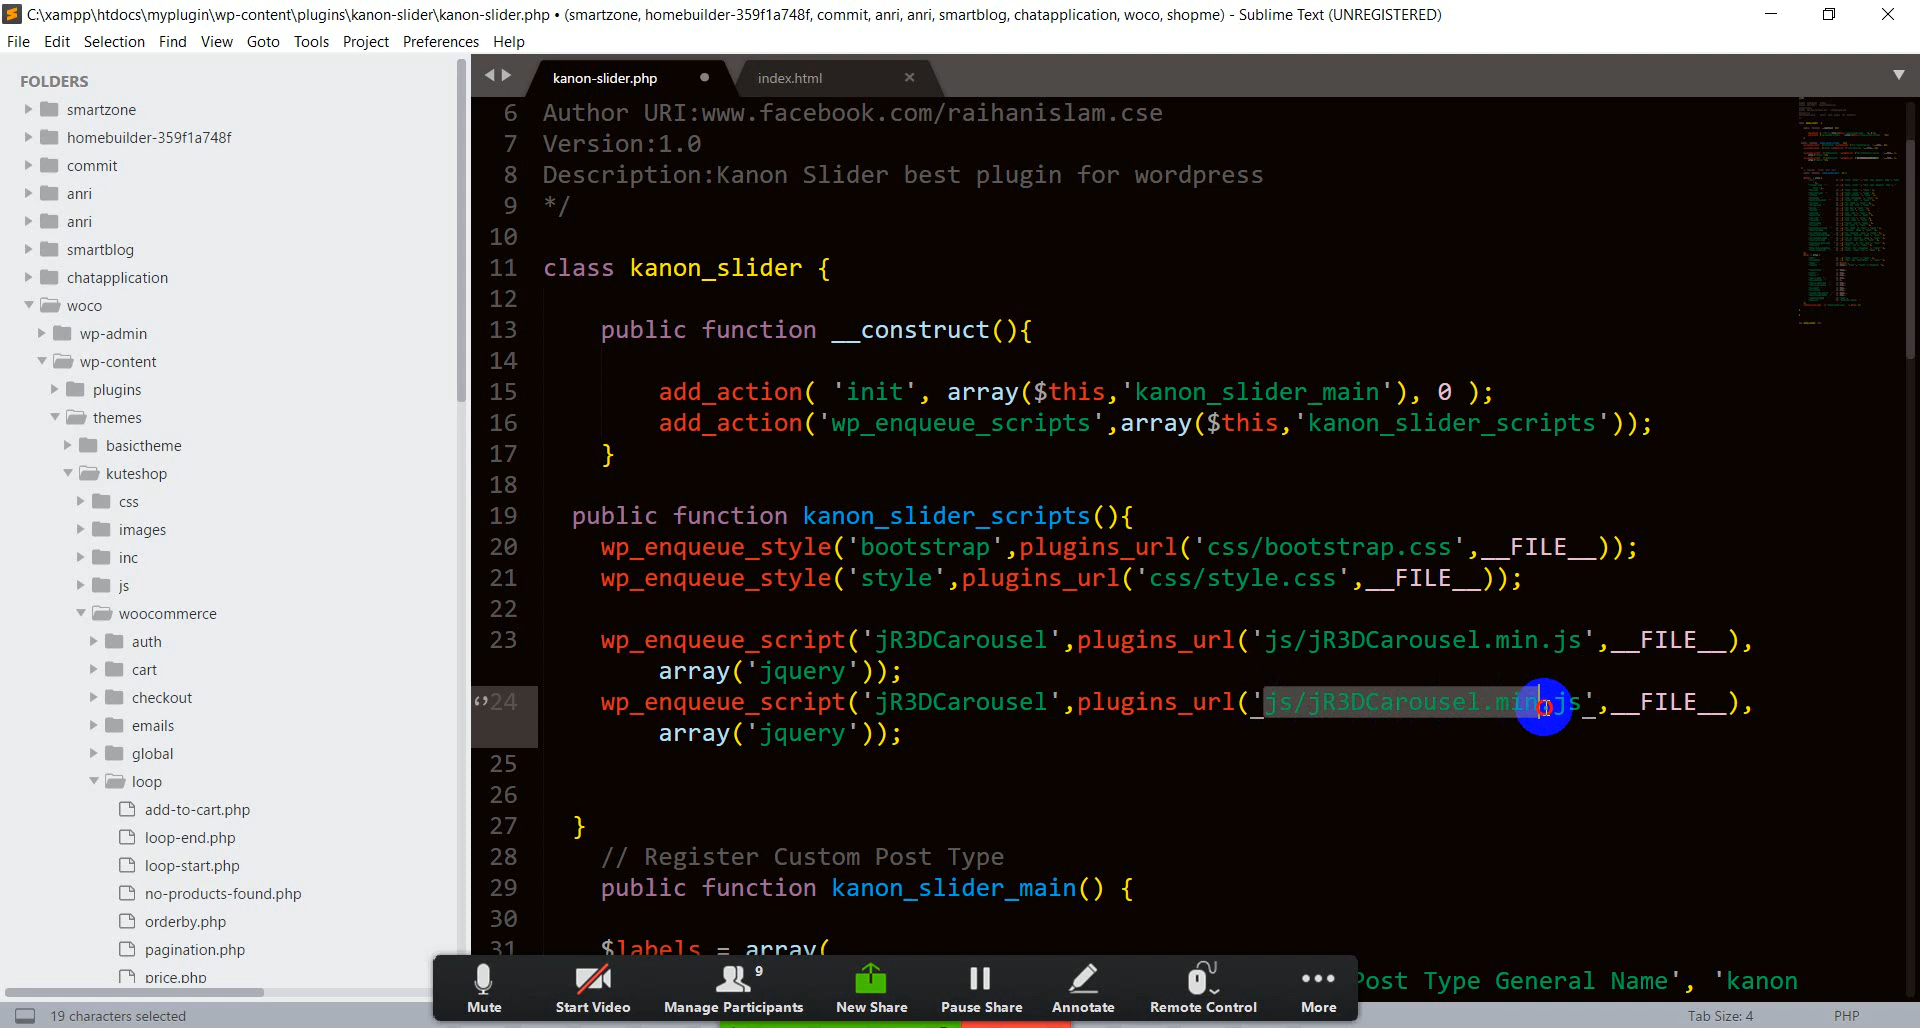 C:\xampp\htdocs\myplugin\wp-content\plugins\kanon-slider\kanon-slider.php • (smartzone, homebuilder-359f1a748f, commit, anri, anri, smartblog, chatapplication, woco, shopme) - Sublime Text (UNREGISTERED)
File Edit Selection Find View Goto Tools Project Preferences Help
FOLDERS
smartzone
homebuilder-359f1a748f
commit
anri
anri
smartblog
chatapplication
woco
wp-admin
wp-content
plugins
themes
basictheme
kuteshop
css
images
inc
js
woocommerce
auth
cart
checkout
emails
global
loop
add-to-cart.php
loop-end.php
loop-start.php
no-products-found.php
orderby.php
pagination.php
price.php
kanon-slider.php
index.html
6 Author URI:www.facebook.com/raihanislam.cse
7 Version:1.0
8 Description:Kanon Slider best plugin for wordpress
9 */
10
11 class kanon_slider {
12
13 public function __construct(){
14
15 add_action( 'init', array($this,'kanon_slider_main'), 0 );
16 add_action('wp_enqueue_scripts',array($this,'kanon_slider_scripts'));
17 }
18
19 public function kanon_slider_scripts(){
20 wp_enqueue_style('bootstrap',plugins_url('css/bootstrap.css',__FILE__));
21 wp_enqueue_style('style',plugins_url('css/style.css',__FILE__));
22
23 wp_enqueue_script('jR3DCarousel',plugins_url('js/jR3DCarousel.min.js',__FILE__),
array('jquery'));
24 wp_enqueue_script('jR3DCarousel',plugins_url('js/jR3DCarousel.min.js',__FILE__),
array('jquery'));
25
26
27 }
28 // Register Custom Post Type
29 public function kanon_slider_main() {
30
31 $labels = array(
Post Type General Name', 'kanon
Mute
Start Video
9
Manage Participants
New Share
Pause Share
Annotate
Remote Control
More
19 characters selected
Tab Size: 4
PHP